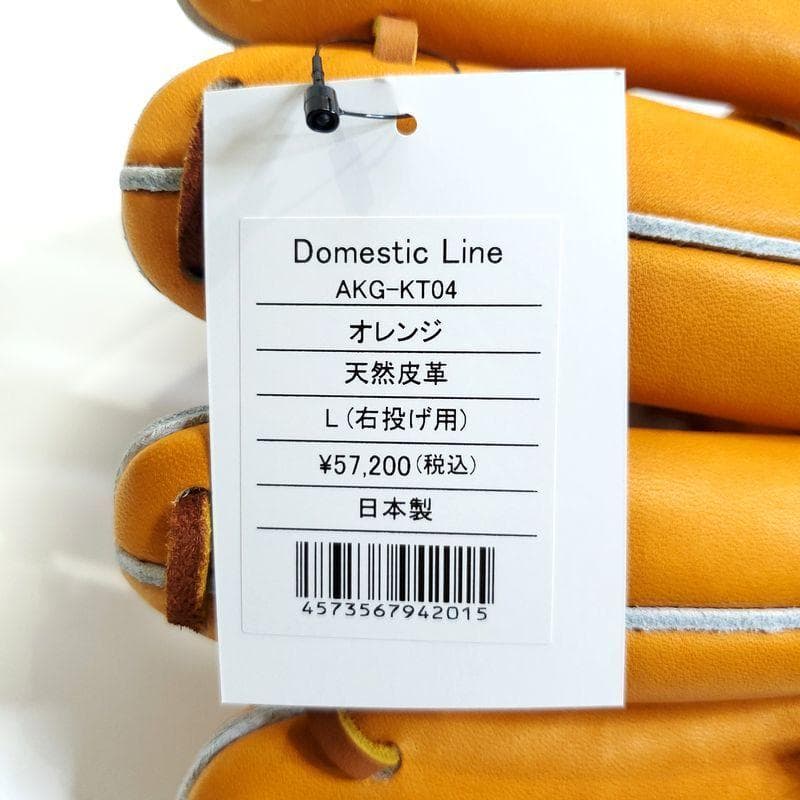 Domestic Line
AKG-KT04
オレンジ
天然皮革
L(右投げ用)
¥57,200(税込)
日本製
4573567942015